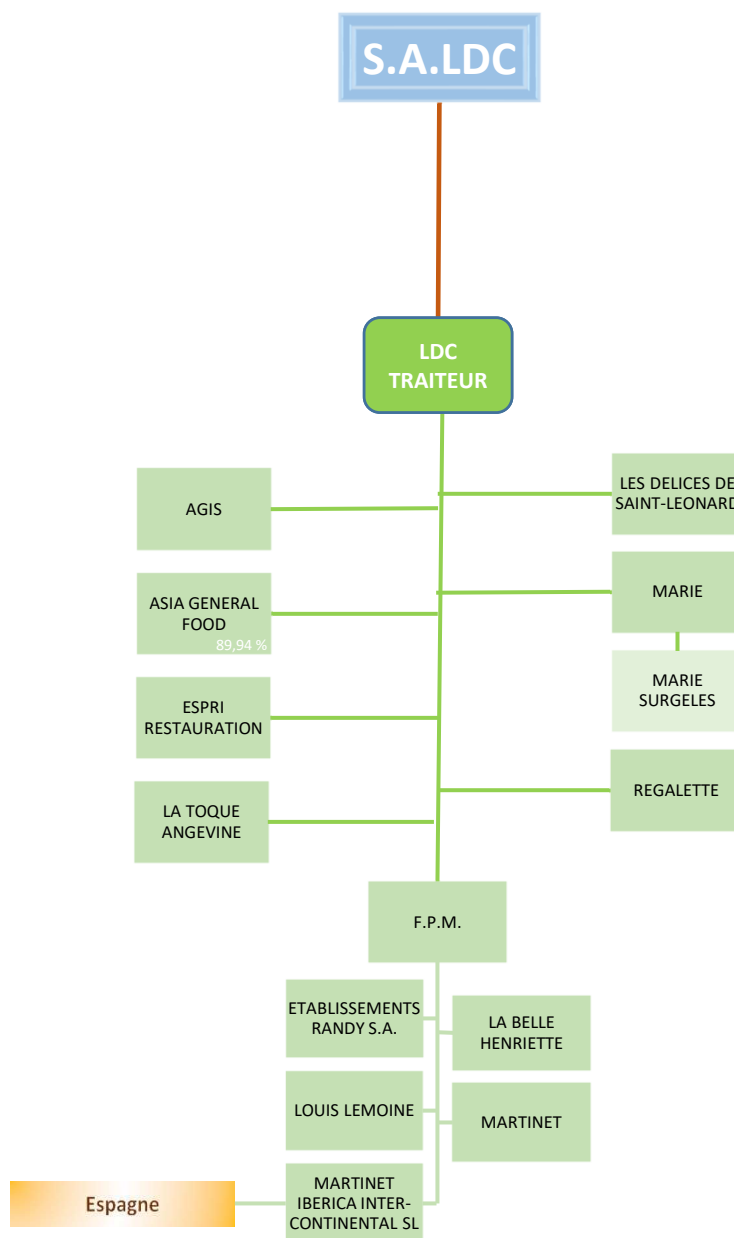 S.A.LDC
LDC
TRAITEUR
AGIS
LES DELICES DE
SAINT-LEONARD
ASIA GENERAL
FOOD
89,94 %
MARIE
MARIE
SURGELES
ESPRI
RESTAURATION
REGALETTE
LA TOQUE
ANGEVINE
F.P.M.
ETABLISSEMENTS
RANDY S.A.
LA BELLE
HENRIETTE
LOUIS LEMOINE
MARTINET
Espagne
MARTINET
IBERICA INTER-
CONTINENTAL SL